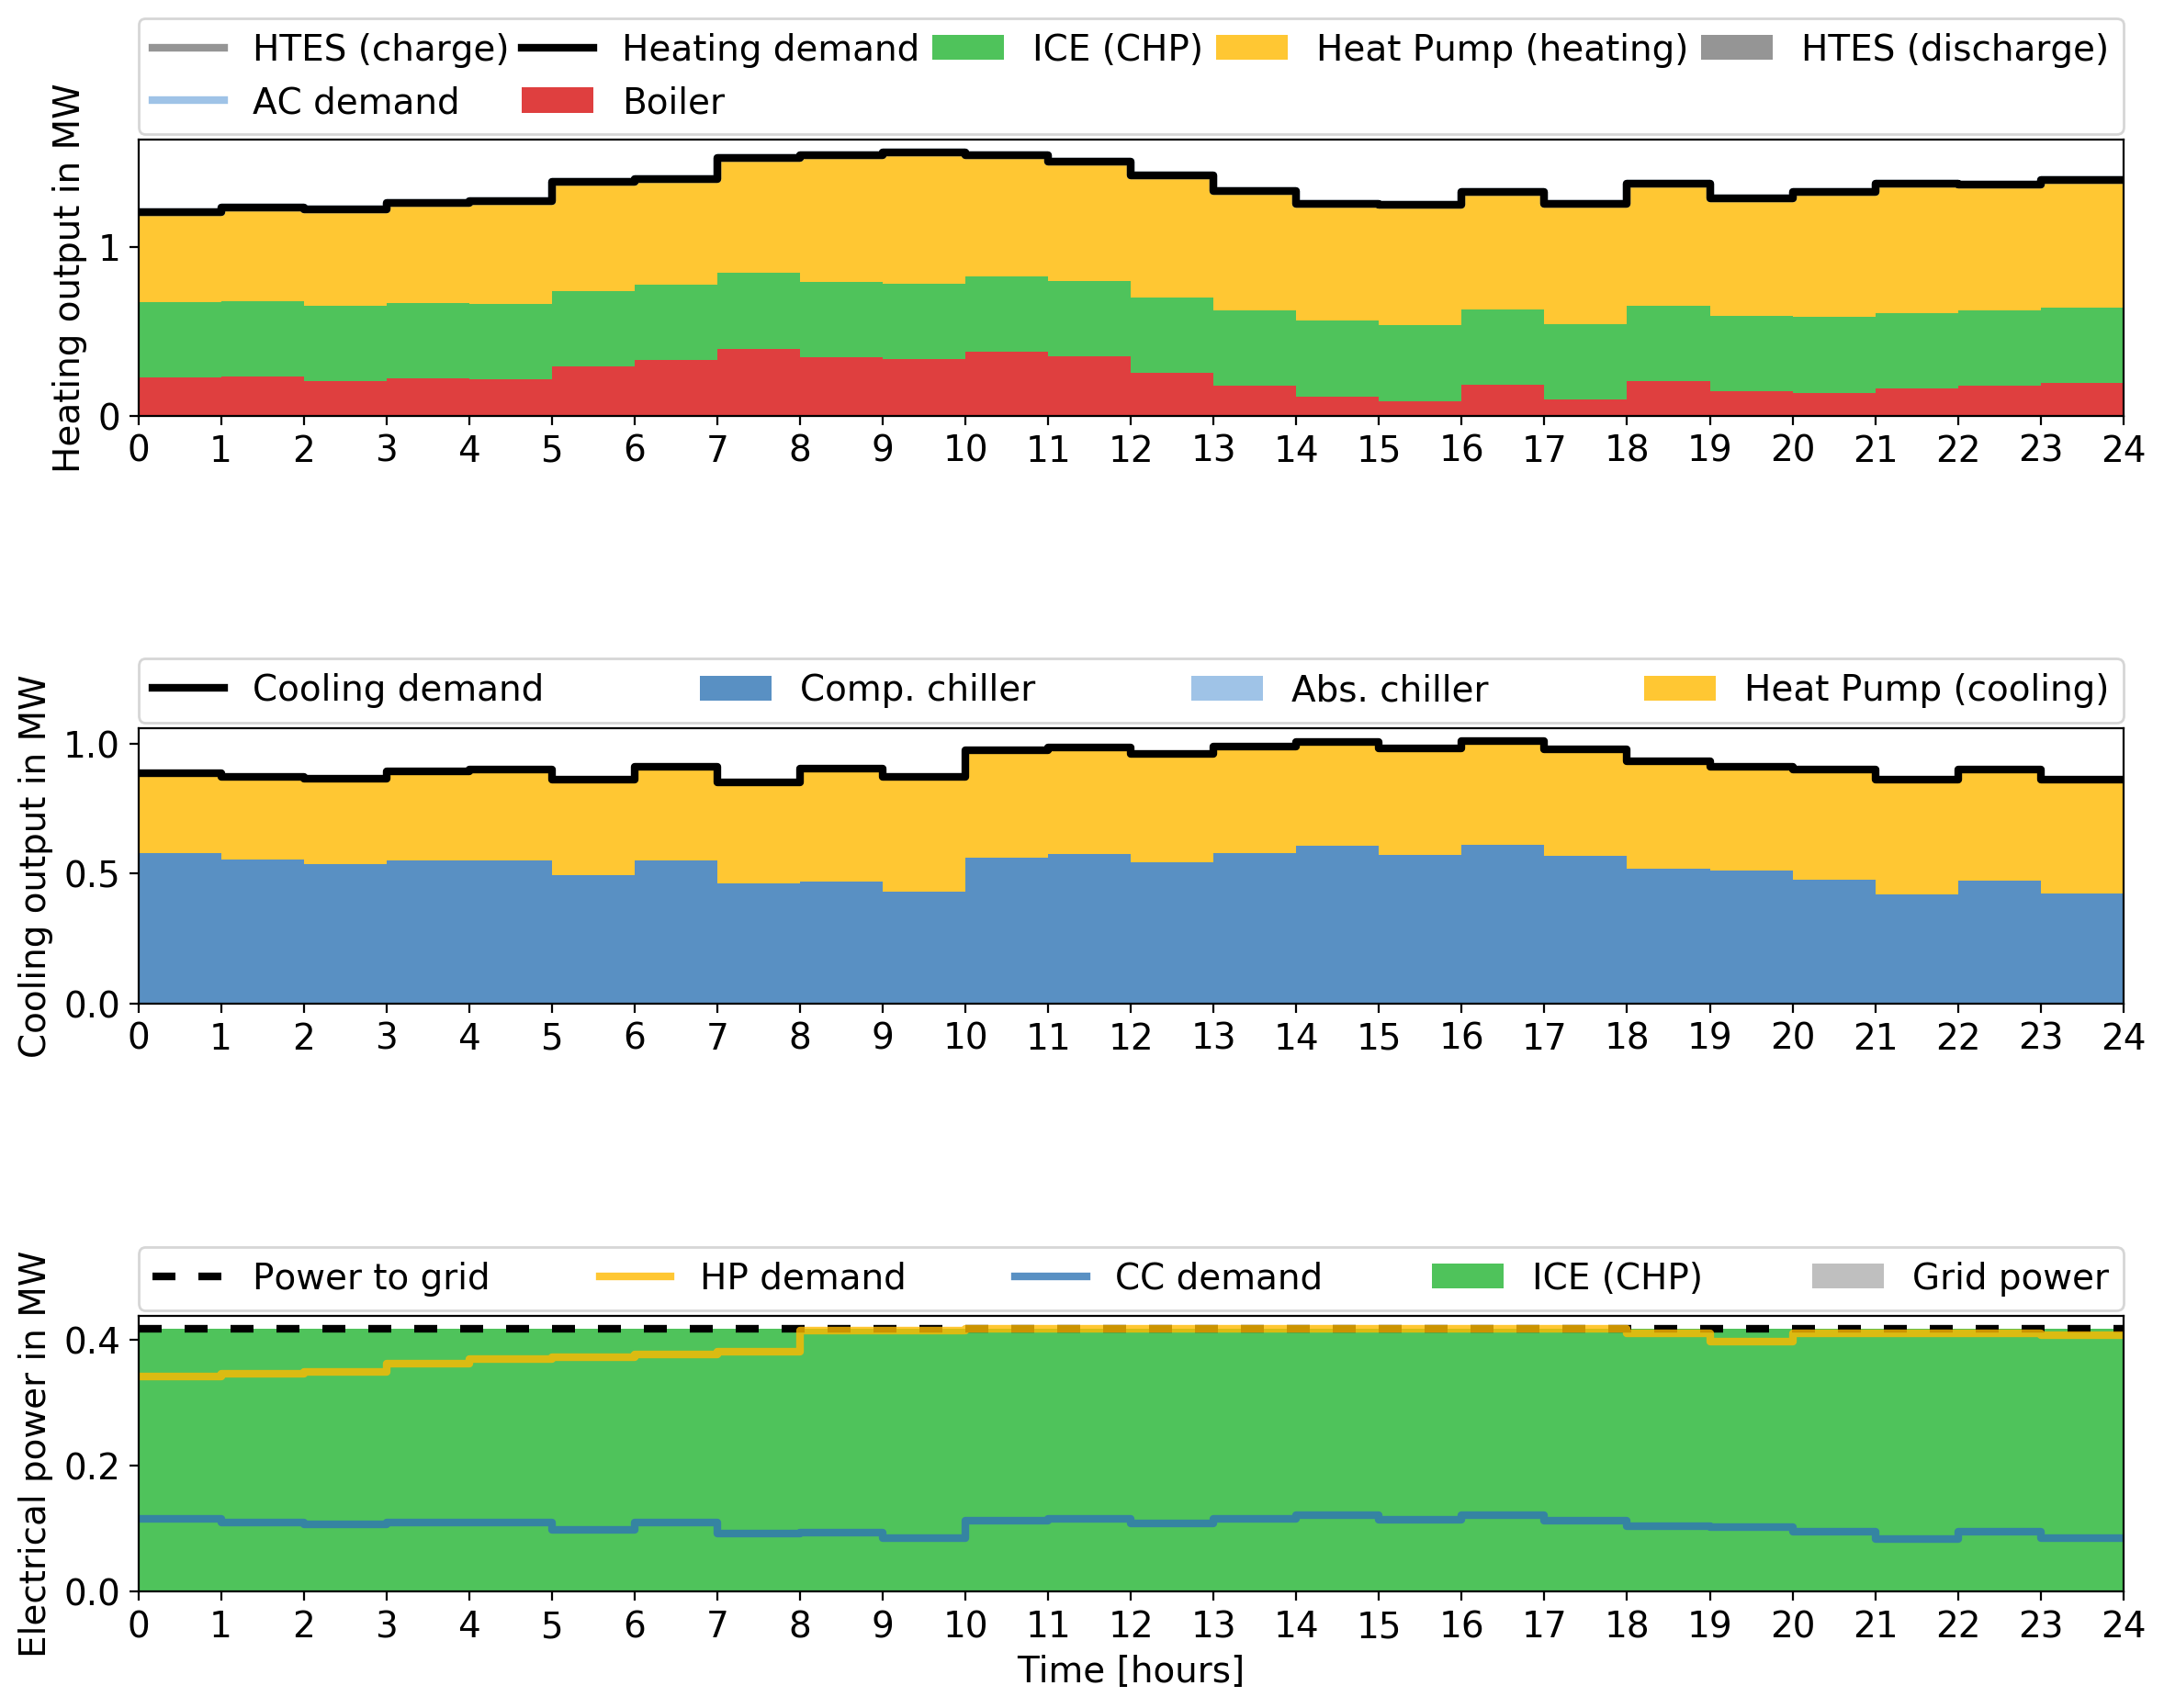 HTES (charge) Heating demand ICE (CHP) Heat Pump (heating) HTES (discharge)
AC demand Boiler
Heating output in MW
1
0
0 1 2 3 4 5 6 7 8 9 10 11 12 13 14 15 16 17 18 19 20 21 22 23 24
Cooling demand Comp. chiller Abs. chiller Heat Pump (cooling)
Cooling output in MW
1.0
0.5
0.0
0 1 2 3 4 5 6 7 8 9 10 11 12 13 14 15 16 17 18 19 20 21 22 23 24
Power to grid HP demand CC demand ICE (CHP) Grid power
Electrical power in MW
0.4
0.2
0.0
0 1 2 3 4 5 6 7 8 9 10 11 12 13 14 15 16 17 18 19 20 21 22 23 24
Time [hours]